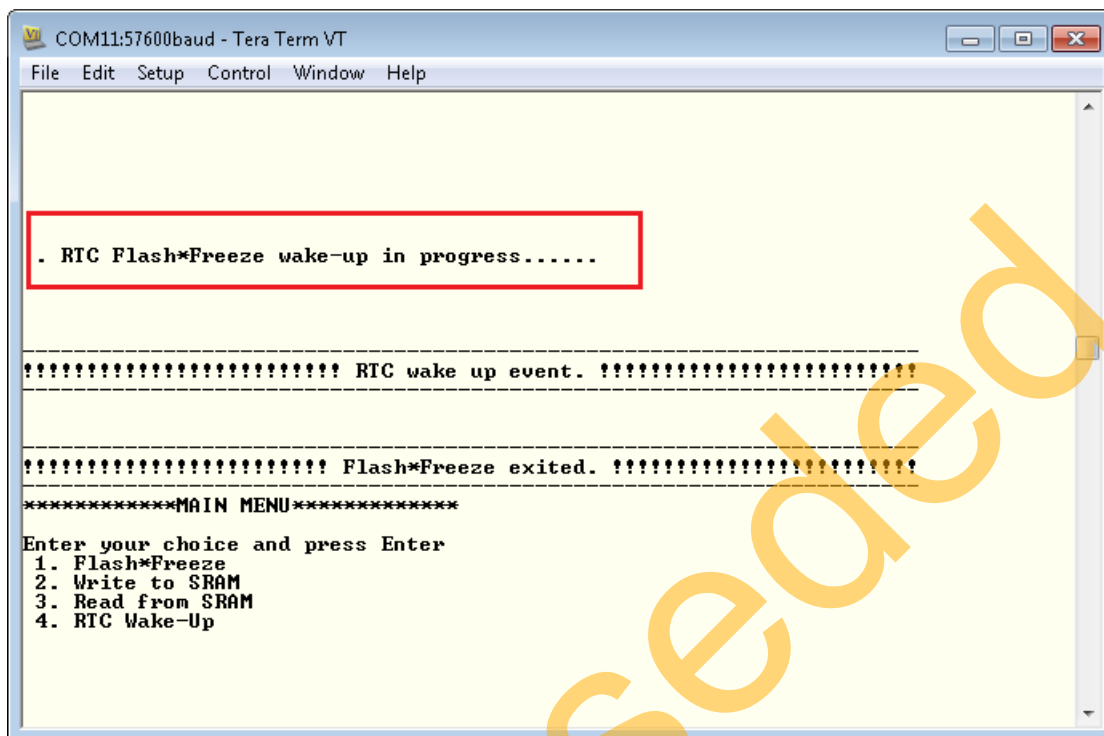 COM11:57600baud - Tera Term VT
File Edit Setup Control Window Help
. RTC Flash*Freeze wake-up in progress......
----------------------------------------------------------------------
!!!!!!!!!!!!!!!!!!!!!!!!! RTC wake up event. !!!!!!!!!!!!!!!!!!!!!!!!!
----------------------------------------------------------------------
----------------------------------------------------------------------
!!!!!!!!!!!!!!!!!!!!!!!! Flash*Freeze exited. !!!!!!!!!!!!!!!!!!!!!!!!
----------------------------------------------------------------------
************MAIN MENU*************
Enter your choice and press Enter
1. Flash*Freeze
2. Write to SRAM
3. Read from SRAM
4. RTC Wake-Up
seded